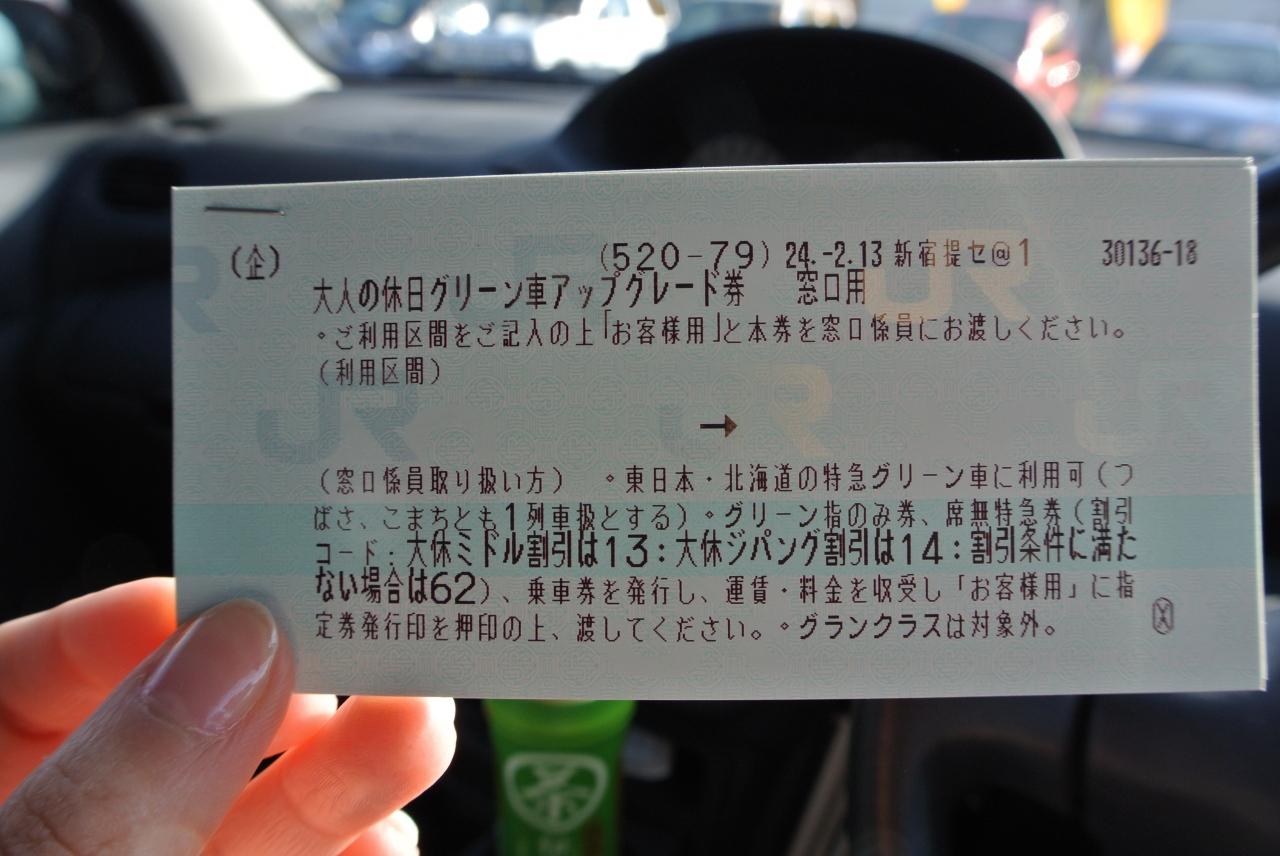 (企) (520-79) 24.-2.13 新宿提セ@1 30136-18
大人の休日グリーン車アップグレード券 窓口用
◦ご利用区間をご記入の上「お客様用」と本券を窓口係員にお渡しください。
(利用区間)
→
(窓口係員取り扱い方) ◦東日本・北海道の特急グリーン車に利用可(つ
ばさ、こまちとも1列車扱とする)◦グリーン指のみ券、席無特急券(割引
コード:大休ミドル割引は13:大休ジパング割引は14:割引条件に満た
ない場合は62)、乗車券を発行し、運賃・料金を収受し「お客様用」に指
定券発行印を押印の上、渡してください。◦グランクラスは対象外。
JR
JR
JR
JR
茶